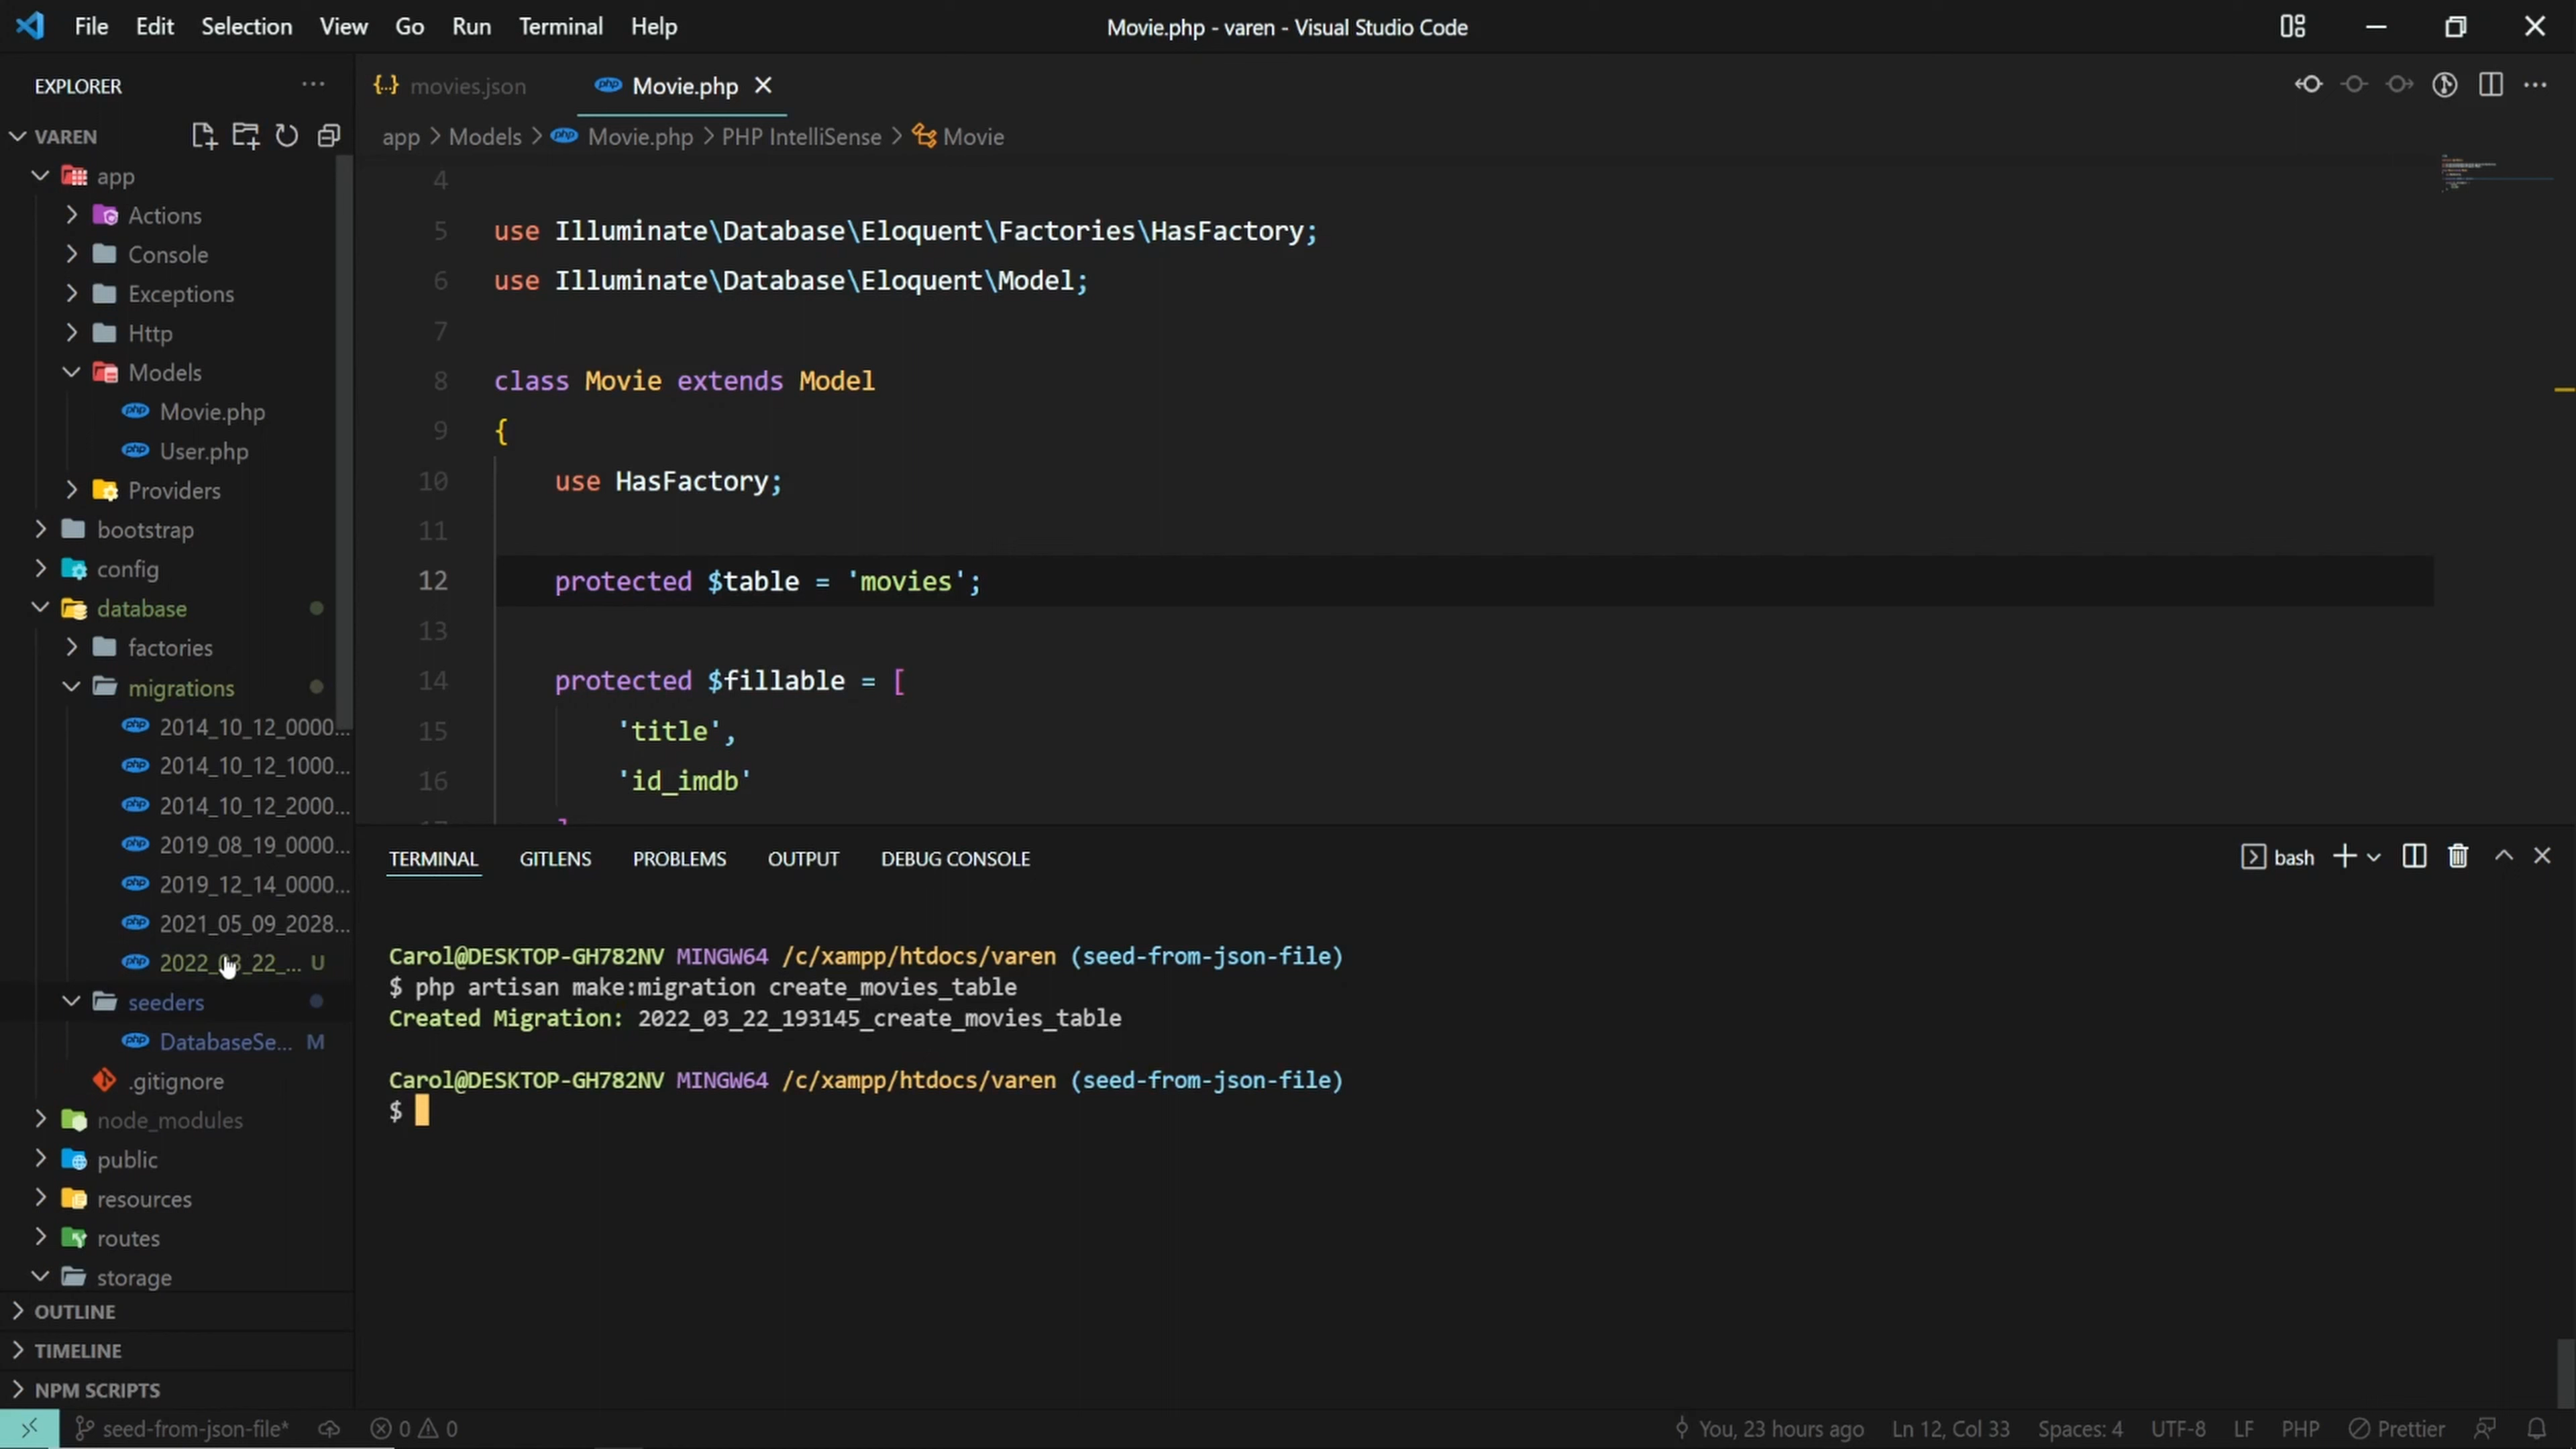 File Edit Selection View Go Run Terminal Help
Movie.php - varen - Visual Studio Code
EXPLORER
VAREN
app
Actions
Console
Exceptions
Http
Models
Movie.php
User.php
Providers
bootstrap
config
database
factories
migrations
2014_10_12_0000...
2014_10_12_1000...
2014_10_12_2000...
2019_08_19_0000...
2019_12_14_0000...
2021_05_09_2028...
2022_03_22_... U
seeders
DatabaseSe... M
.gitignore
node_modules
public
resources
routes
storage
OUTLINE
TIMELINE
NPM SCRIPTS
{..} movies.json
php Movie.php
app > Models > php Movie.php > PHP IntelliSense > Movie
4
5 use Illuminate\Database\Eloquent\Factories\HasFactory;
6 use Illuminate\Database\Eloquent\Model;
7
8 class Movie extends Model
9 {
10 use HasFactory;
11
12 protected $table = 'movies';
13
14 protected $fillable = [
15 'title',
16 'id_imdb'
TERMINAL GITLENS PROBLEMS OUTPUT DEBUG CONSOLE
bash
Carol@DESKTOP-GH782NV MINGW64 /c/xampp/htdocs/varen (seed-from-json-file)
$ php artisan make:migration create_movies_table
Created Migration: 2022_03_22_193145_create_movies_table
Carol@DESKTOP-GH782NV MINGW64 /c/xampp/htdocs/varen (seed-from-json-file)
$
seed-from-json-file* 0 0
You, 23 hours ago Ln 12, Col 33 Spaces: 4 UTF-8 LF PHP Prettier